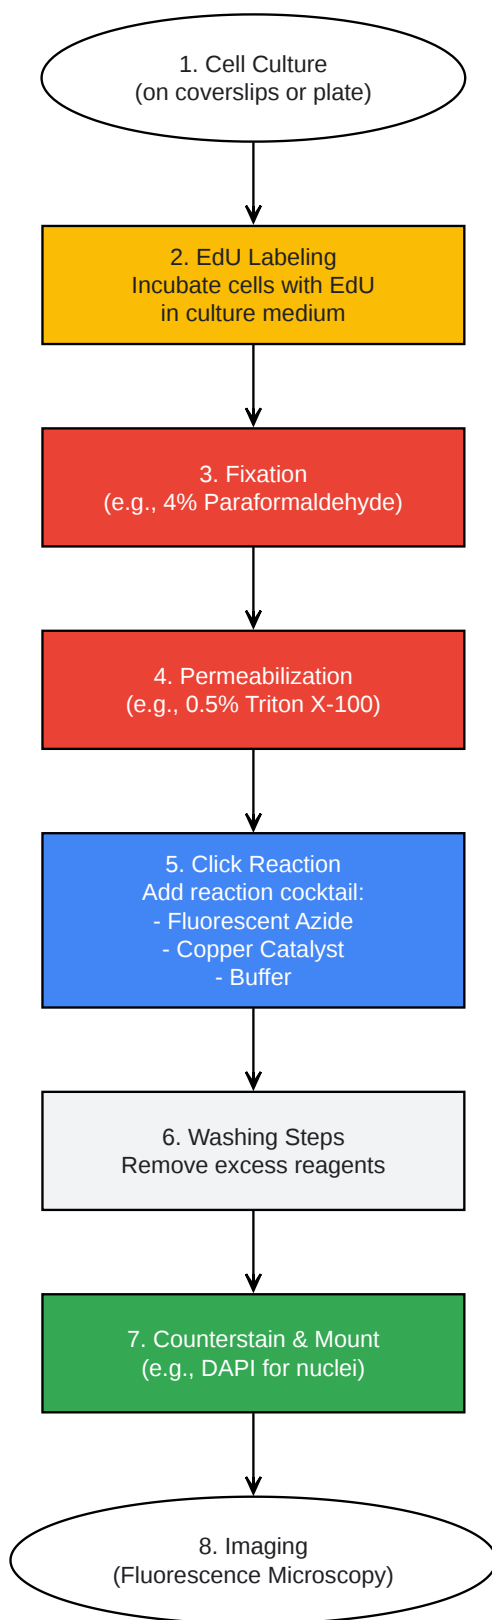 1. Cell Culture
(on coverslips or plate)
2. EdU Labeling
Incubate cells with EdU
in culture medium
3. Fixation
(e.g., 4% Paraformaldehyde)
4. Permeabilization
(e.g., 0.5% Triton X-100)
5. Click Reaction
Add reaction cocktail:
- Fluorescent Azide
- Copper Catalyst
- Buffer
6. Washing Steps
Remove excess reagents
7. Counterstain & Mount
(e.g., DAPI for nuclei)
8. Imaging
(Fluorescence Microscopy)